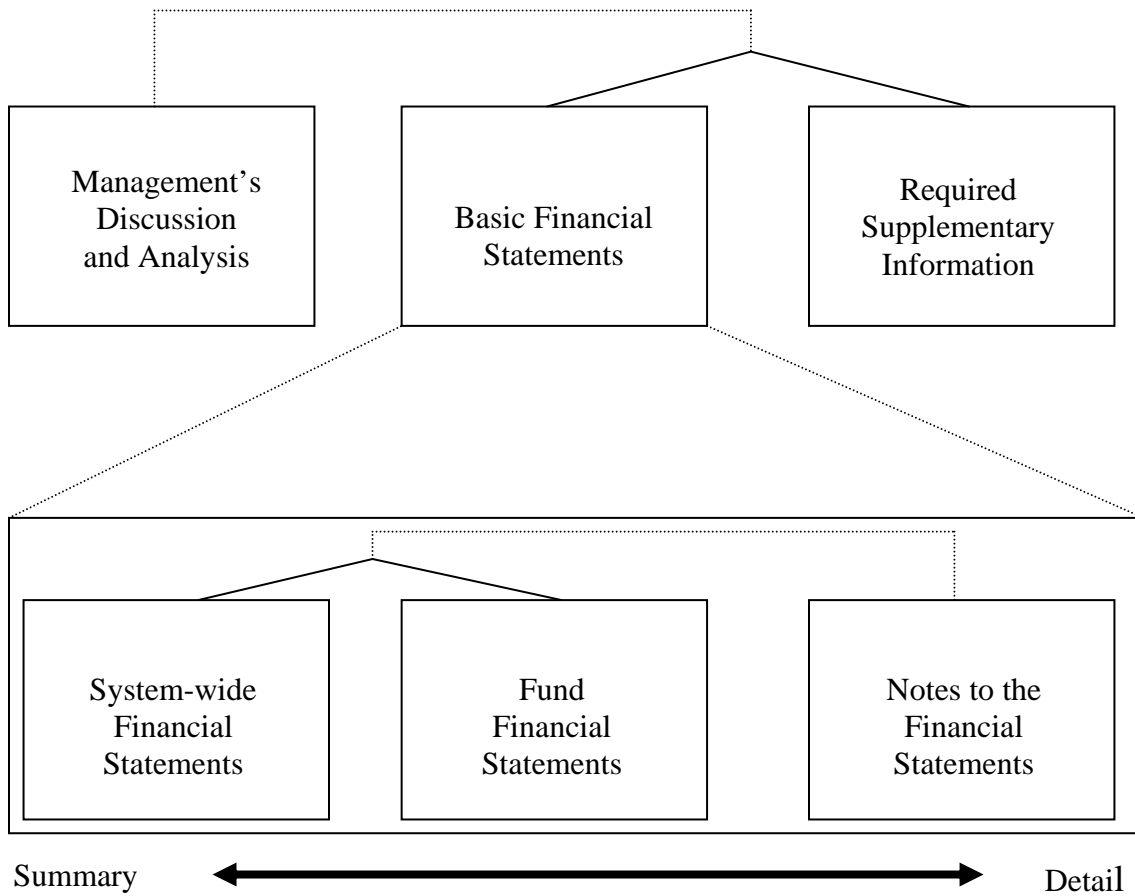 Management’s
Discussion
and Analysis
Basic Financial
Statements
Required
Supplementary
Information
System-wide
Financial
Statements
Fund
Financial
Statements
Notes to the
Financial
Statements
Summary
Detail